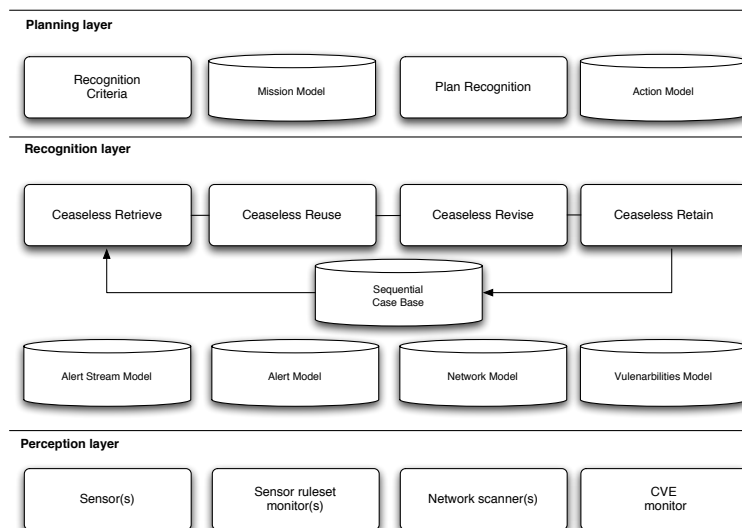 Planning layer
Recognition
Criteria
Mission Model
Plan Recognition
Action Model
Recognition layer
Ceaseless Retrieve
Ceaseless Reuse
Ceaseless Revise
Ceaseless Retain
Sequential
Case Base
Alert Stream Model
Alert Model
Network Model
Vulenarbilities Model
Perception layer
Sensor(s)
Sensor ruleset
monitor(s)
Network scanner(s)
CVE
monitor